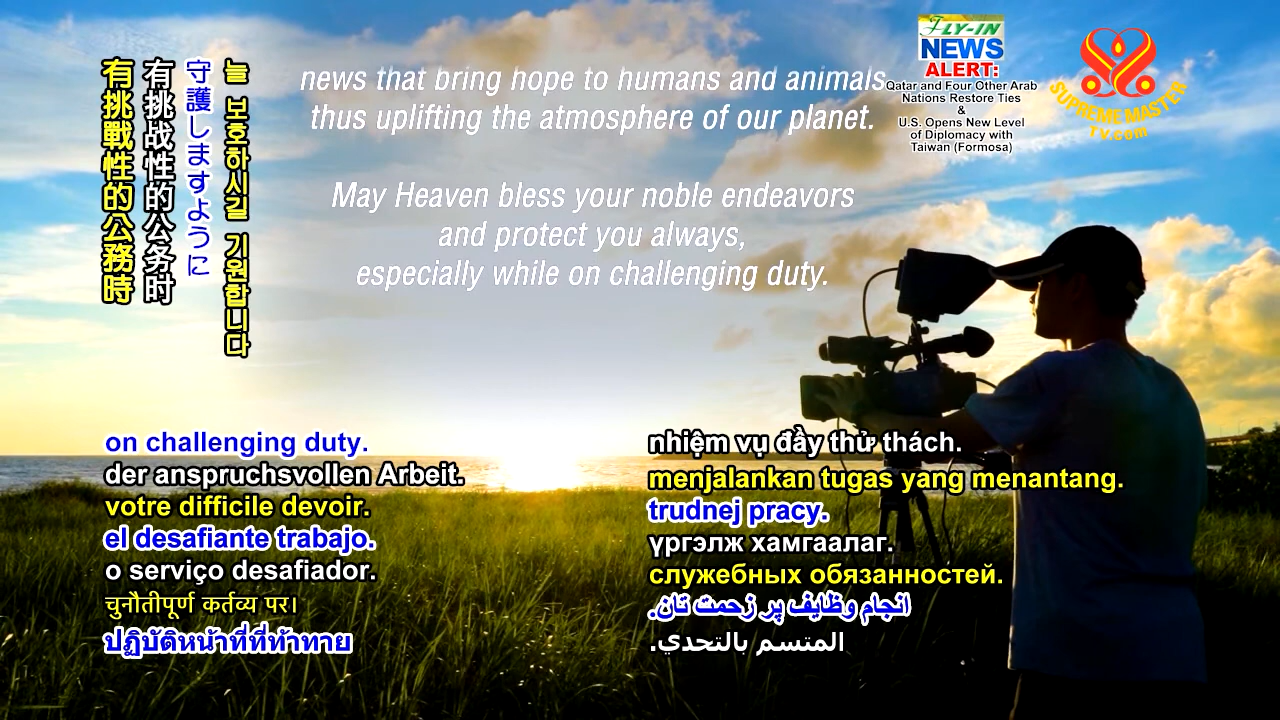 有挑戰性的公務時
有挑战性的公务时
守護しますように
늘 보호하시길 기원합니다
news that bring hope to humans and animals
thus uplifting the atmosphere of our planet.
May Heaven bless your noble endeavors
and protect you always,
especially while on challenging duty.
FLY-IN
NEWS
ALERT:
Qatar and Four Other Arab
Nations Restore Ties
&
U.S. Opens New Level
of Diplomacy with
Taiwan (Formosa)
SUPREME MASTER
TV.com
on challenging duty.
der anspruchsvollen Arbeit.
votre difficile devoir.
el desafiante trabajo.
o serviço desafiador.
चुनौतीपूर्ण कर्तव्य पर।
ปฏิบัติหน้าที่ที่ท้าทาย
nhiệm vụ đầy thử thách.
menjalankan tugas yang menantang.
trudnej pracy.
үргэлж хамгаалаг.
служебных обязанностей.
انجام وظایف پر زحمت تان.
المتسم بالتحدي.